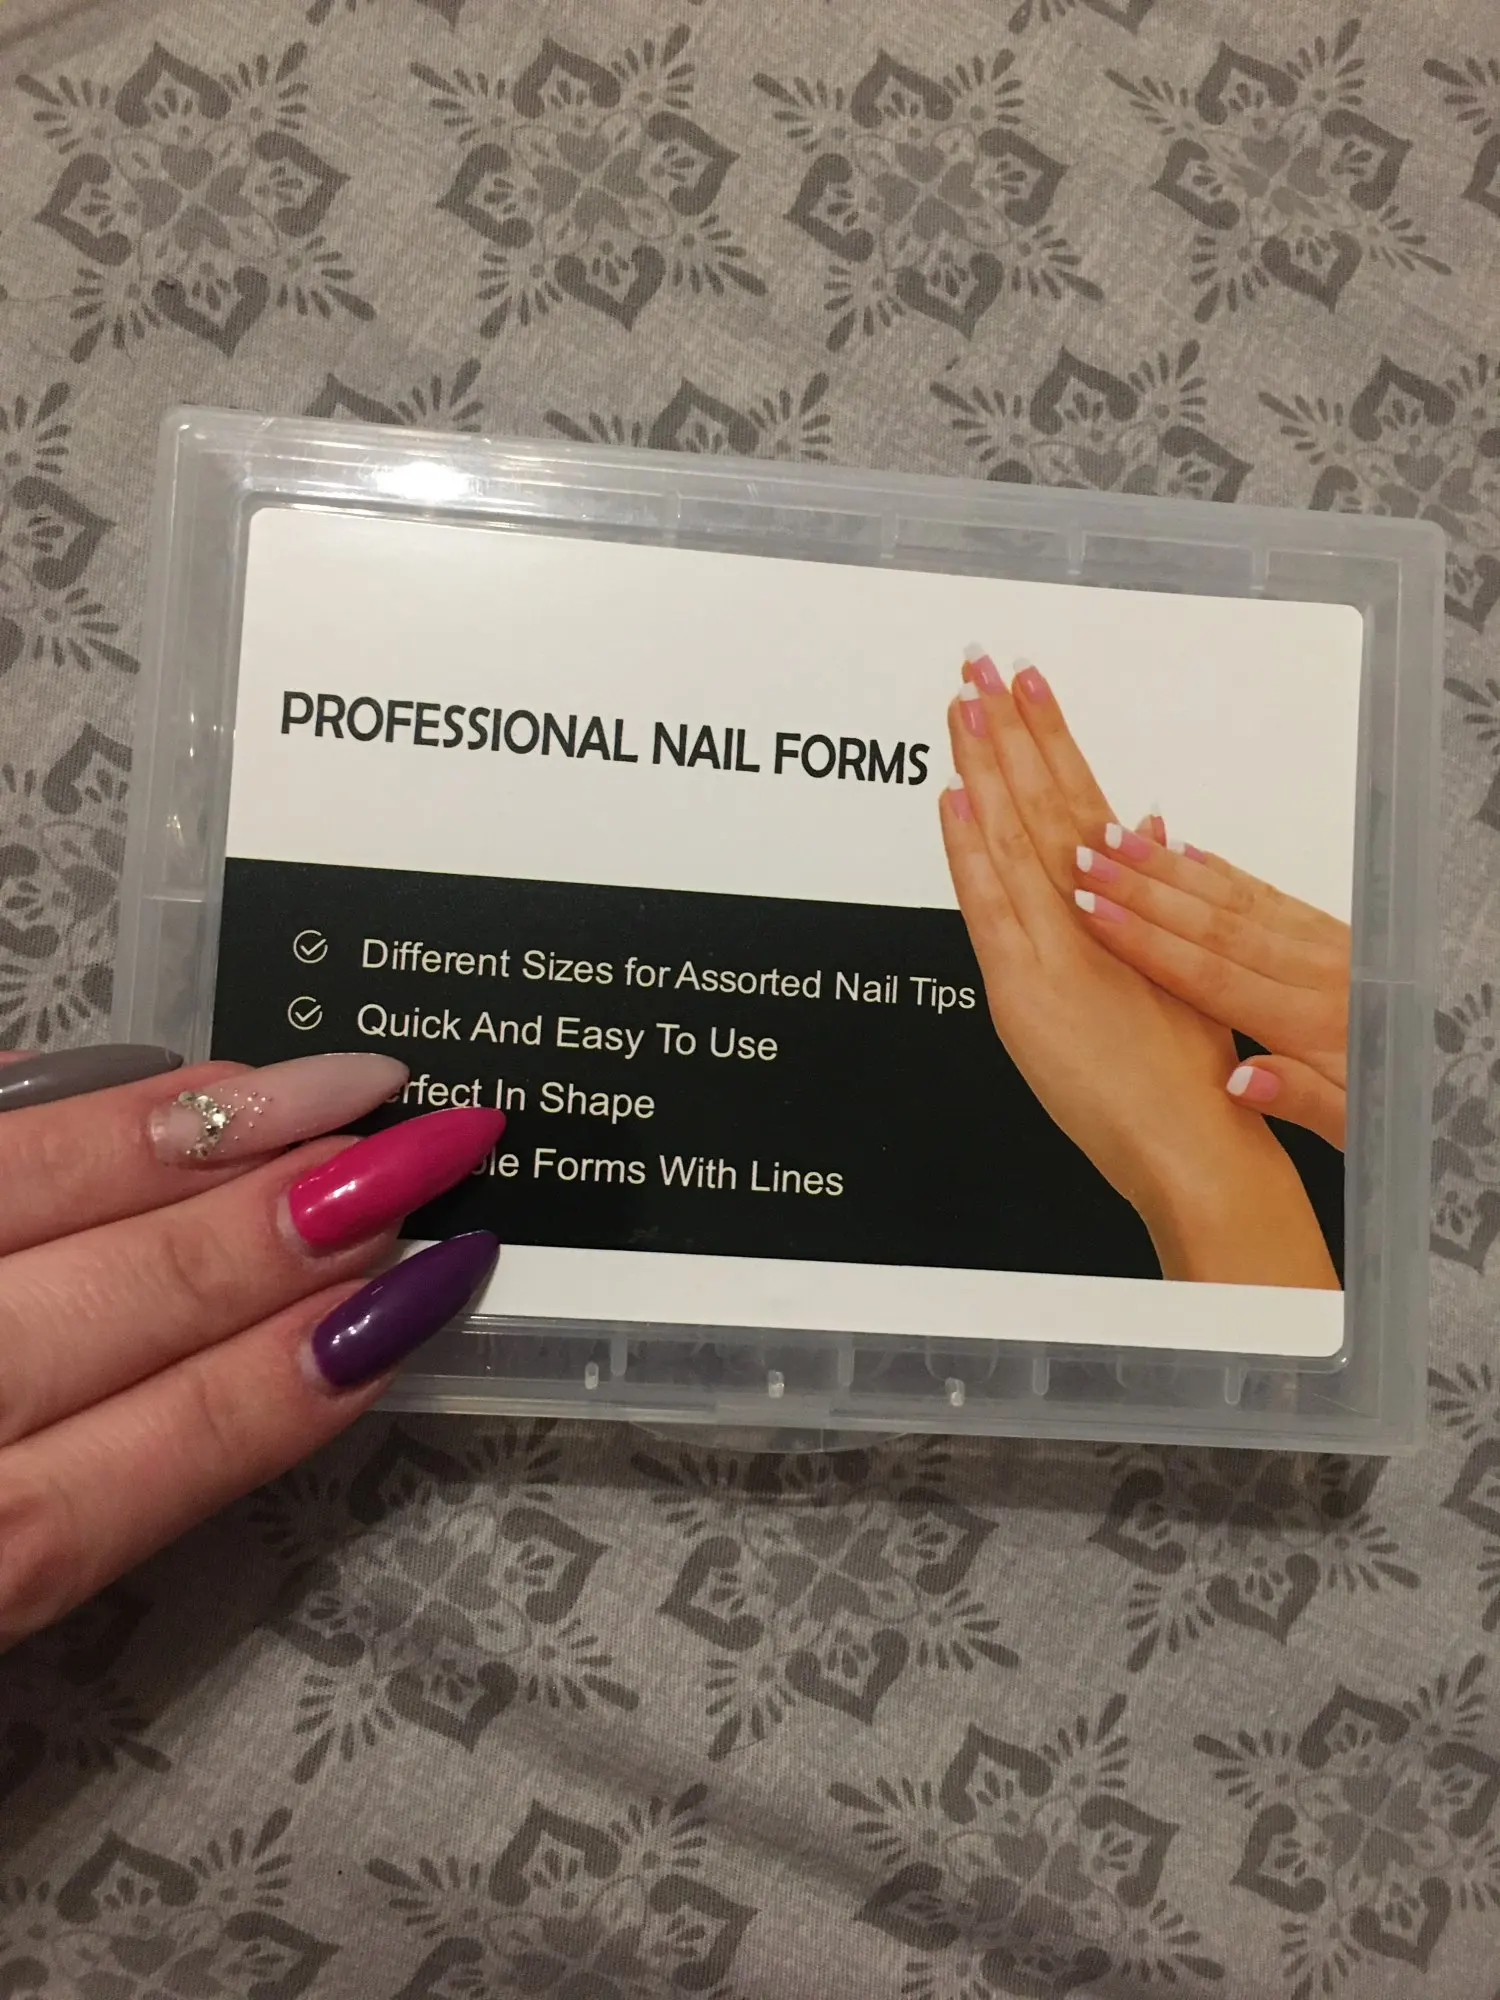 PROFESSIONAL NAIL FORMS
Different Sizes for Assorted Nail Tips
Quick And Easy To Use
In Shape
Forms With Lines